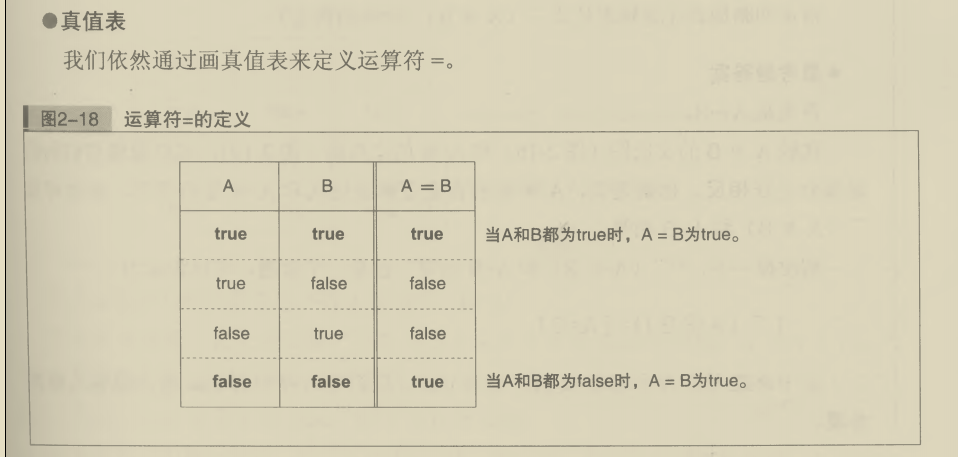 ●真值表
我们依然通过画真值表来定义运算符 =。
图2-18 运算符=的定义
A B A = B
true true true 当A和B都为true时，A = B为true。
true false false
false true false
false false true 当A和B都为false时，A = B为true。